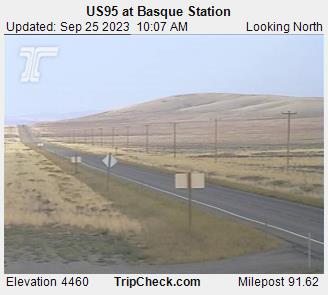 US95 at Basque Station
Updated: Sep 25 2023 10:07 AM Looking North
Elevation 4460 TripCheck.com Milepost 91.62